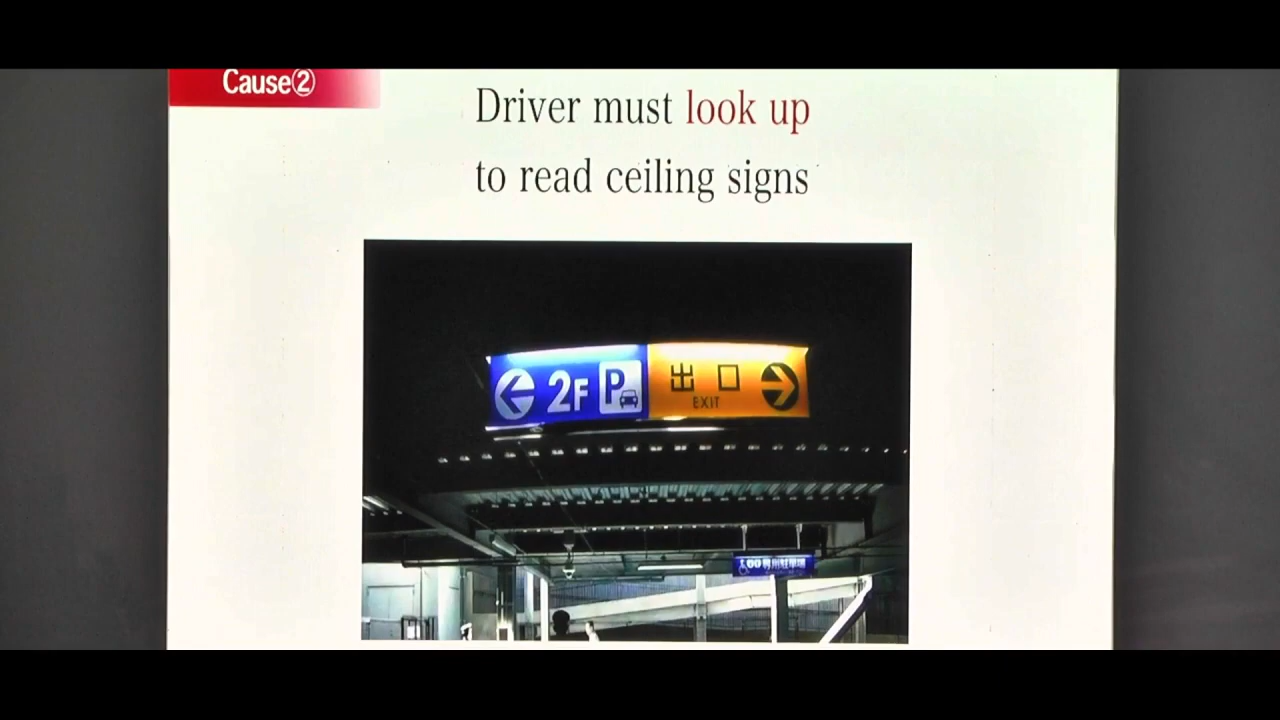 Cause②
Driver must look up
to read ceiling signs
2F P
出口
EXIT